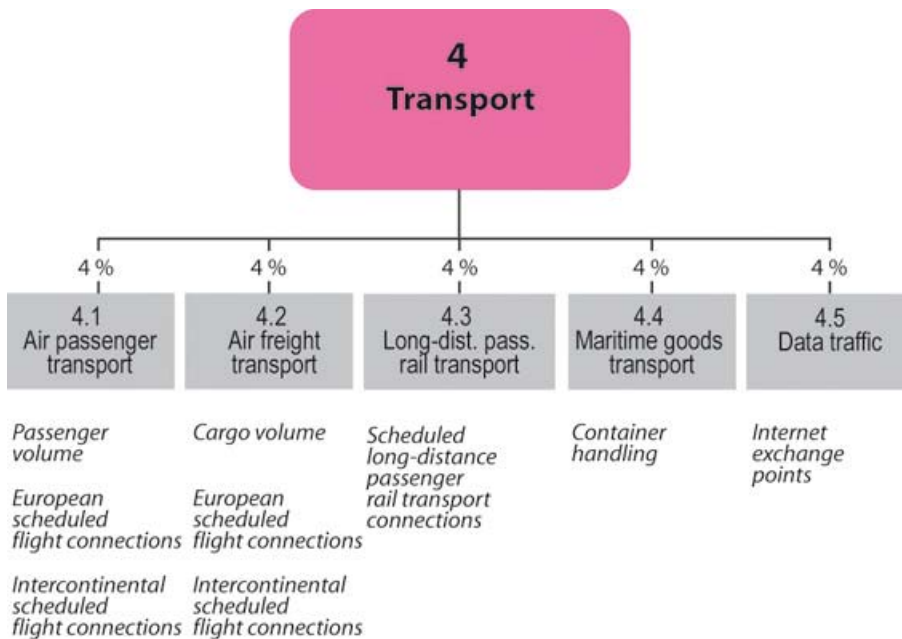 4
Transport
4 %
4 %
4 %
4 %
4 %
4.1
Air passenger
transport
4.2
Air freight
transport
4.3
Long-dist. pass.
rail transport
4.4
Maritime goods
transport
4.5
Data traffic
Passenger
volume
European
scheduled
flight connections
Intercontinental
scheduled
flight connections
Cargo volume
European
scheduled
flight connections
Intercontinental
scheduled
flight connections
Scheduled
long-distance
passenger
rail transport
connections
Container
handling
Internet
exchange
points